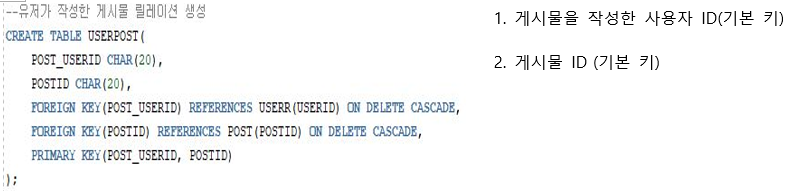 --유저가 작성한 게시물 릴레이션 생성
CREATE TABLE USERPOST(
POST_USERID CHAR(20),
POSTID CHAR(20),
FOREIGN KEY(POST_USERID) REFERENCES USERR(USERID) ON DELETE CASCADE,
FOREIGN KEY(POSTID) REFERENCES POST(POSTID) ON DELETE CASCADE,
PRIMARY KEY(POST_USERID, POSTID)
);
1. 게시물을 작성한 사용자 ID(기본 키)
2. 게시물 ID (기본 키)